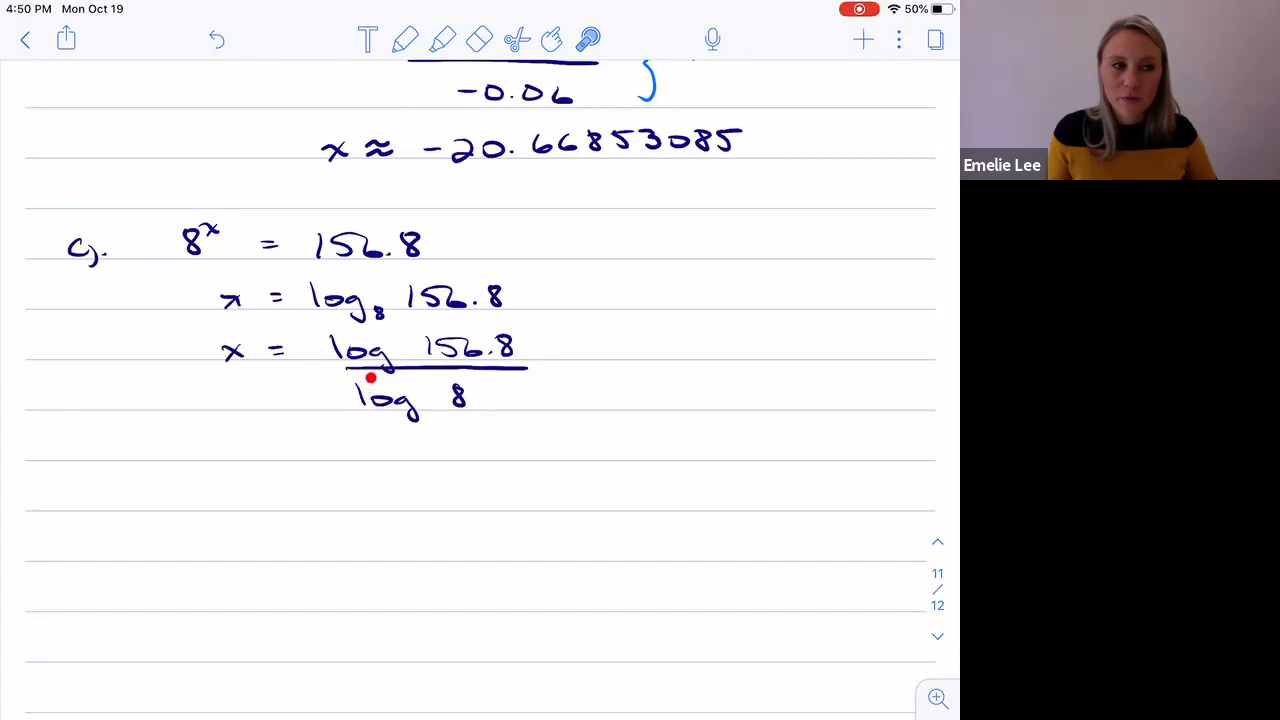 4:50 PM Mon Oct 19
50%
T
-0.06
x ≈ -20.66853085
Emelie Lee
c). 8^x = 156.8
x = log_8 156.8
x = log 156.8
log 8
11
/
12